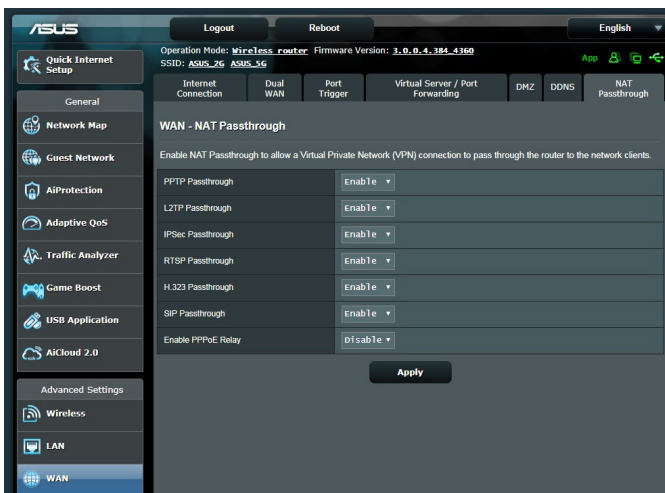 ASUS
Logout
Reboot
English
Quick Internet
Setup
Operation Mode: Wireless router Firmware Version: 3.0.0.4.384_4360
SSID: ASUS_2G ASUS_5G
App
General
Network Map
Guest Network
AiProtection
Adaptive QoS
Traffic Analyzer
Game Boost
USB Application
AiCloud 2.0
Advanced Settings
Wireless
LAN
WAN
Internet
Connection
Dual
WAN
Port
Trigger
Virtual Server / Port
Forwarding
DMZ
DDNS
NAT
Passthrough
WAN - NAT Passthrough
Enable NAT Passthrough to allow a Virtual Private Network (VPN) connection to pass through the router to the network clients.
PPTP Passthrough Enable
L2TP Passthrough Enable
IPSec Passthrough Enable
RTSP Passthrough Enable
H.323 Passthrough Enable
SIP Passthrough Enable
Enable PPPoE Relay Disable
Apply